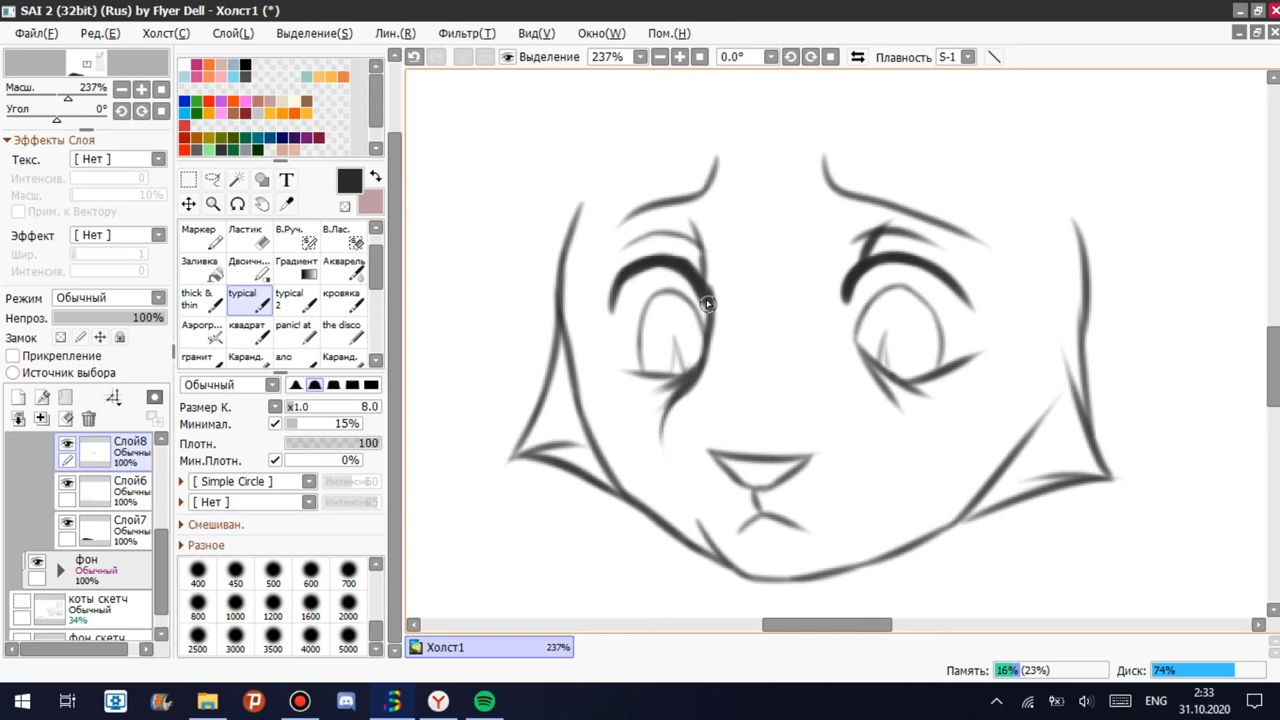 SAI 2 (32bit) (Rus) by Flyer Dell - Холст1 (*)
Файл(F) Ред.(E) Холст(C) Слой(L) Выделение(S) Лин.(R) Фильтр(T) Вид(V) Окно(W) Пом.(H)
Выделение 237% 0.0° Плавность S-1
Масш. 237%
Угол 0°
Эффекты Слоя
Текс. [ Нет ]
Интенсив. 0
Масш. 10%
Прим. к Вектору
Эффект [ Нет ]
Шир. 1
Интенсив. 0
Режим Обычный
Непроз. 100%
Замок
Прикрепление
Источник выбора
Слой8
Обычны
100%
Слой6
Обычны
100%
Слой7
Обычны
100%
фон
Обычный
100%
коты скетч
Обычный
34%
фон скетч
T
Маркер Ластик В.Руч. В.Лас.
Заливка Двоичн... Градиент Акварель
thick & thin typical typical 2 кровяка
Аэрогр... квадрат panic! at the disco
гранит Каранд. ало Каранд.
Обычный
Размер К. x1.0 8.0
Минимал. 15%
Плотн. 100
Мин.Плотн. 0%
[ Simple Circle ]
[ Нет ]
Смешиван.
Разное
400 450 500 600 700
800 1000 1200 1600 2000
2500 3000 3500 4000 5000
Холст1 237%
Память: 16% (23%) Диск: 74%
ENG
2:33
31.10.2020